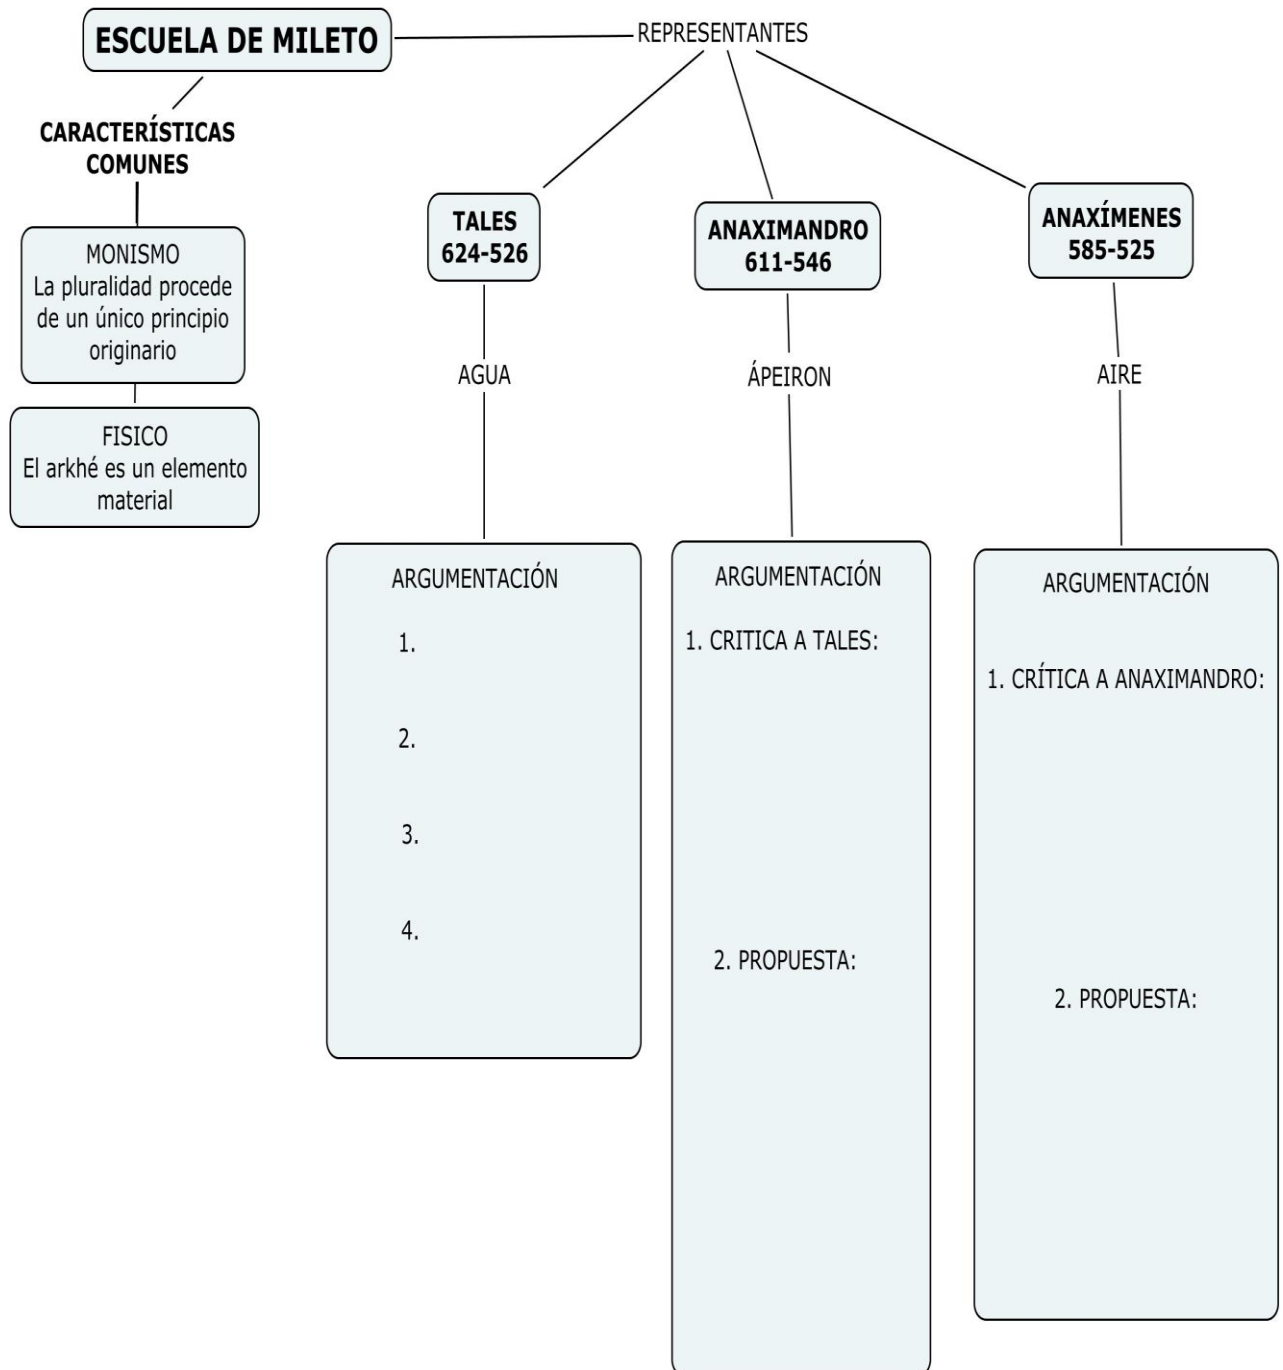 ESCUELA DE MILETO
REPRESENTANTES
CARACTERÍSTICAS
COMUNES
MONISMO
La pluralidad procede
de un único principio
originario
FISICO
El arkhé es un elemento
material
TALES
624-526
AGUA
ARGUMENTACIÓN
1.
2.
3.
4.
ANAXIMANDRO
611-546
ÁPEIRON
ARGUMENTACIÓN
1. CRITICA A TALES:
2. PROPUESTA:
ANAXÍMENES
585-525
AIRE
ARGUMENTACIÓN
1. CRÍTICA A ANAXIMANDRO:
2. PROPUESTA: